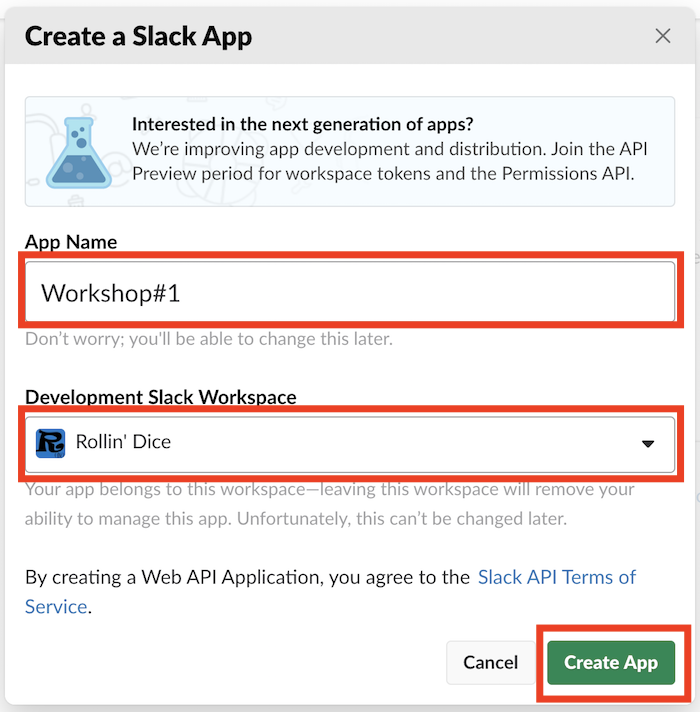 Create a Slack App
Interested in the next generation of apps?
We’re improving app development and distribution. Join the API
Preview period for workspace tokens and the Permissions API.
App Name
Workshop#1
Don’t worry; you'll be able to change this later.
Development Slack Workspace
Rollin' Dice
Your app belongs to this workspace—leaving this workspace will remove your
ability to manage this app. Unfortunately, this can’t be changed later.
By creating a Web API Application, you agree to the Slack API Terms of
Service.
Cancel
Create App